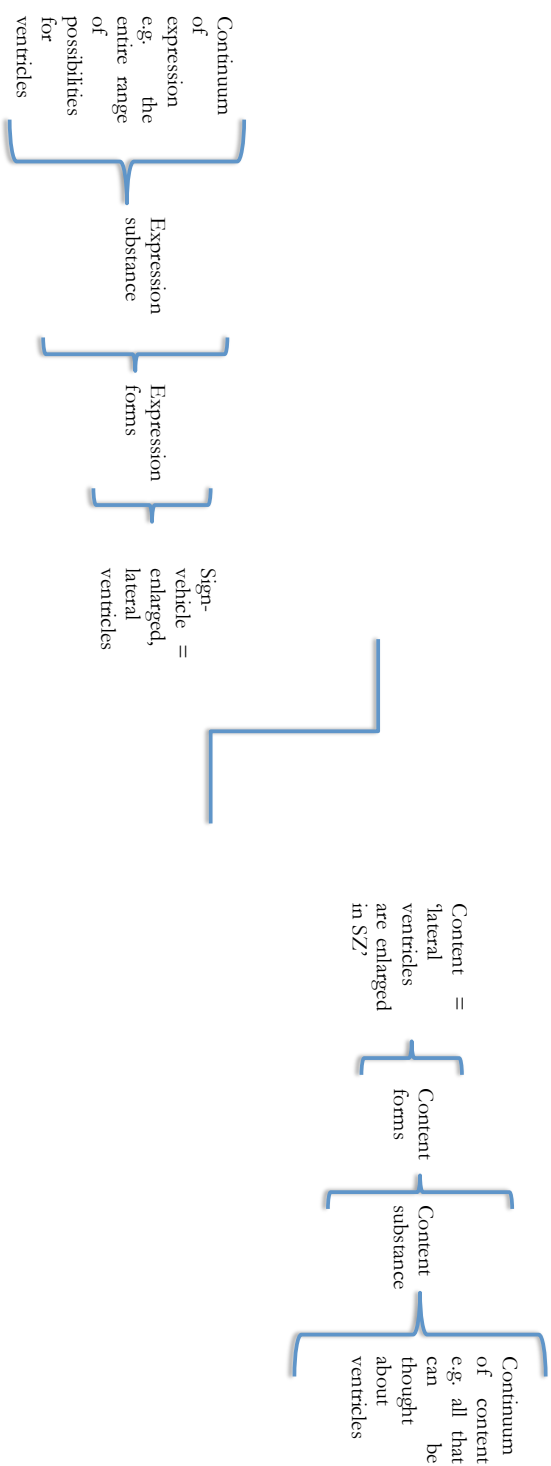 Continuum
of
expression
e.g. the
entire range
of
possibilities
for
ventricles
Expression
substance
Expression
forms
Sign-
vehicle =
enlarged,
lateral
ventricles
Content =
‘lateral
ventricles
are enlarged
in SZ’
Content
forms
Content
substance
Continuum
of content
e.g. all that
can be
thought
about
ventricles